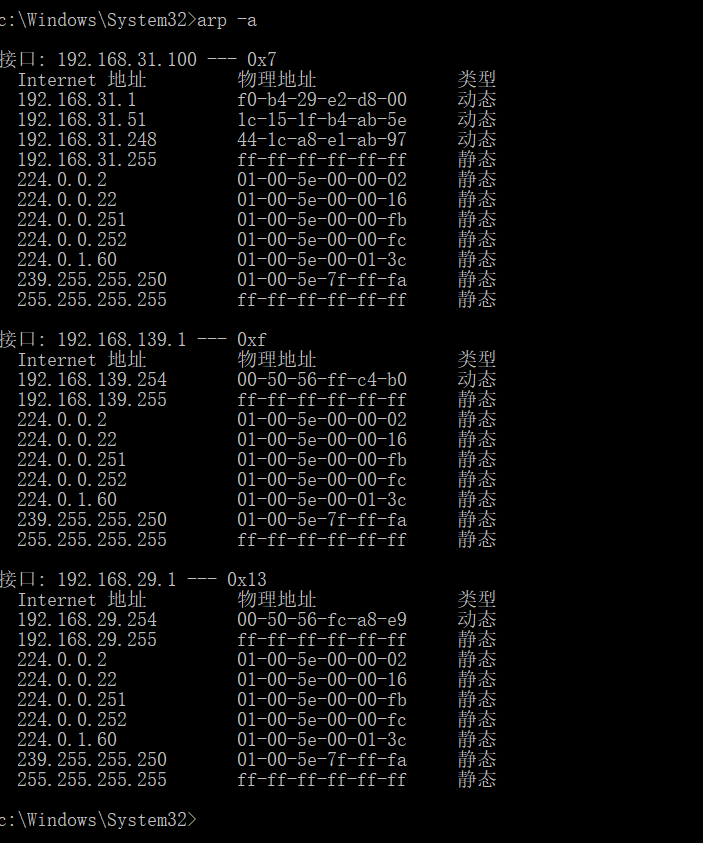 c:\Windows\System32>arp -a
接口: 192.168.31.100 --- 0x7
Internet 地址 物理地址 类型
192.168.31.1 f0-b4-29-e2-d8-00 动态
192.168.31.51 1c-15-1f-b4-ab-5e 动态
192.168.31.248 44-1c-a8-e1-ab-97 动态
192.168.31.255 ff-ff-ff-ff-ff-ff 静态
224.0.0.2 01-00-5e-00-00-02 静态
224.0.0.22 01-00-5e-00-00-16 静态
224.0.0.251 01-00-5e-00-00-fb 静态
224.0.0.252 01-00-5e-00-00-fc 静态
224.0.1.60 01-00-5e-00-01-3c 静态
239.255.255.250 01-00-5e-7f-ff-fa 静态
255.255.255.255 ff-ff-ff-ff-ff-ff 静态
接口: 192.168.139.1 --- 0xf
Internet 地址 物理地址 类型
192.168.139.254 00-50-56-ff-c4-b0 动态
192.168.139.255 ff-ff-ff-ff-ff-ff 静态
224.0.0.2 01-00-5e-00-00-02 静态
224.0.0.22 01-00-5e-00-00-16 静态
224.0.0.251 01-00-5e-00-00-fb 静态
224.0.0.252 01-00-5e-00-00-fc 静态
224.0.1.60 01-00-5e-00-01-3c 静态
239.255.255.250 01-00-5e-7f-ff-fa 静态
255.255.255.255 ff-ff-ff-ff-ff-ff 静态
接口: 192.168.29.1 --- 0x13
Internet 地址 物理地址 类型
192.168.29.254 00-50-56-fc-a8-e9 动态
192.168.29.255 ff-ff-ff-ff-ff-ff 静态
224.0.0.2 01-00-5e-00-00-02 静态
224.0.0.22 01-00-5e-00-00-16 静态
224.0.0.251 01-00-5e-00-00-fb 静态
224.0.0.252 01-00-5e-00-00-fc 静态
224.0.1.60 01-00-5e-00-01-3c 静态
239.255.255.250 01-00-5e-7f-ff-fa 静态
255.255.255.255 ff-ff-ff-ff-ff-ff 静态
c:\Windows\System32>